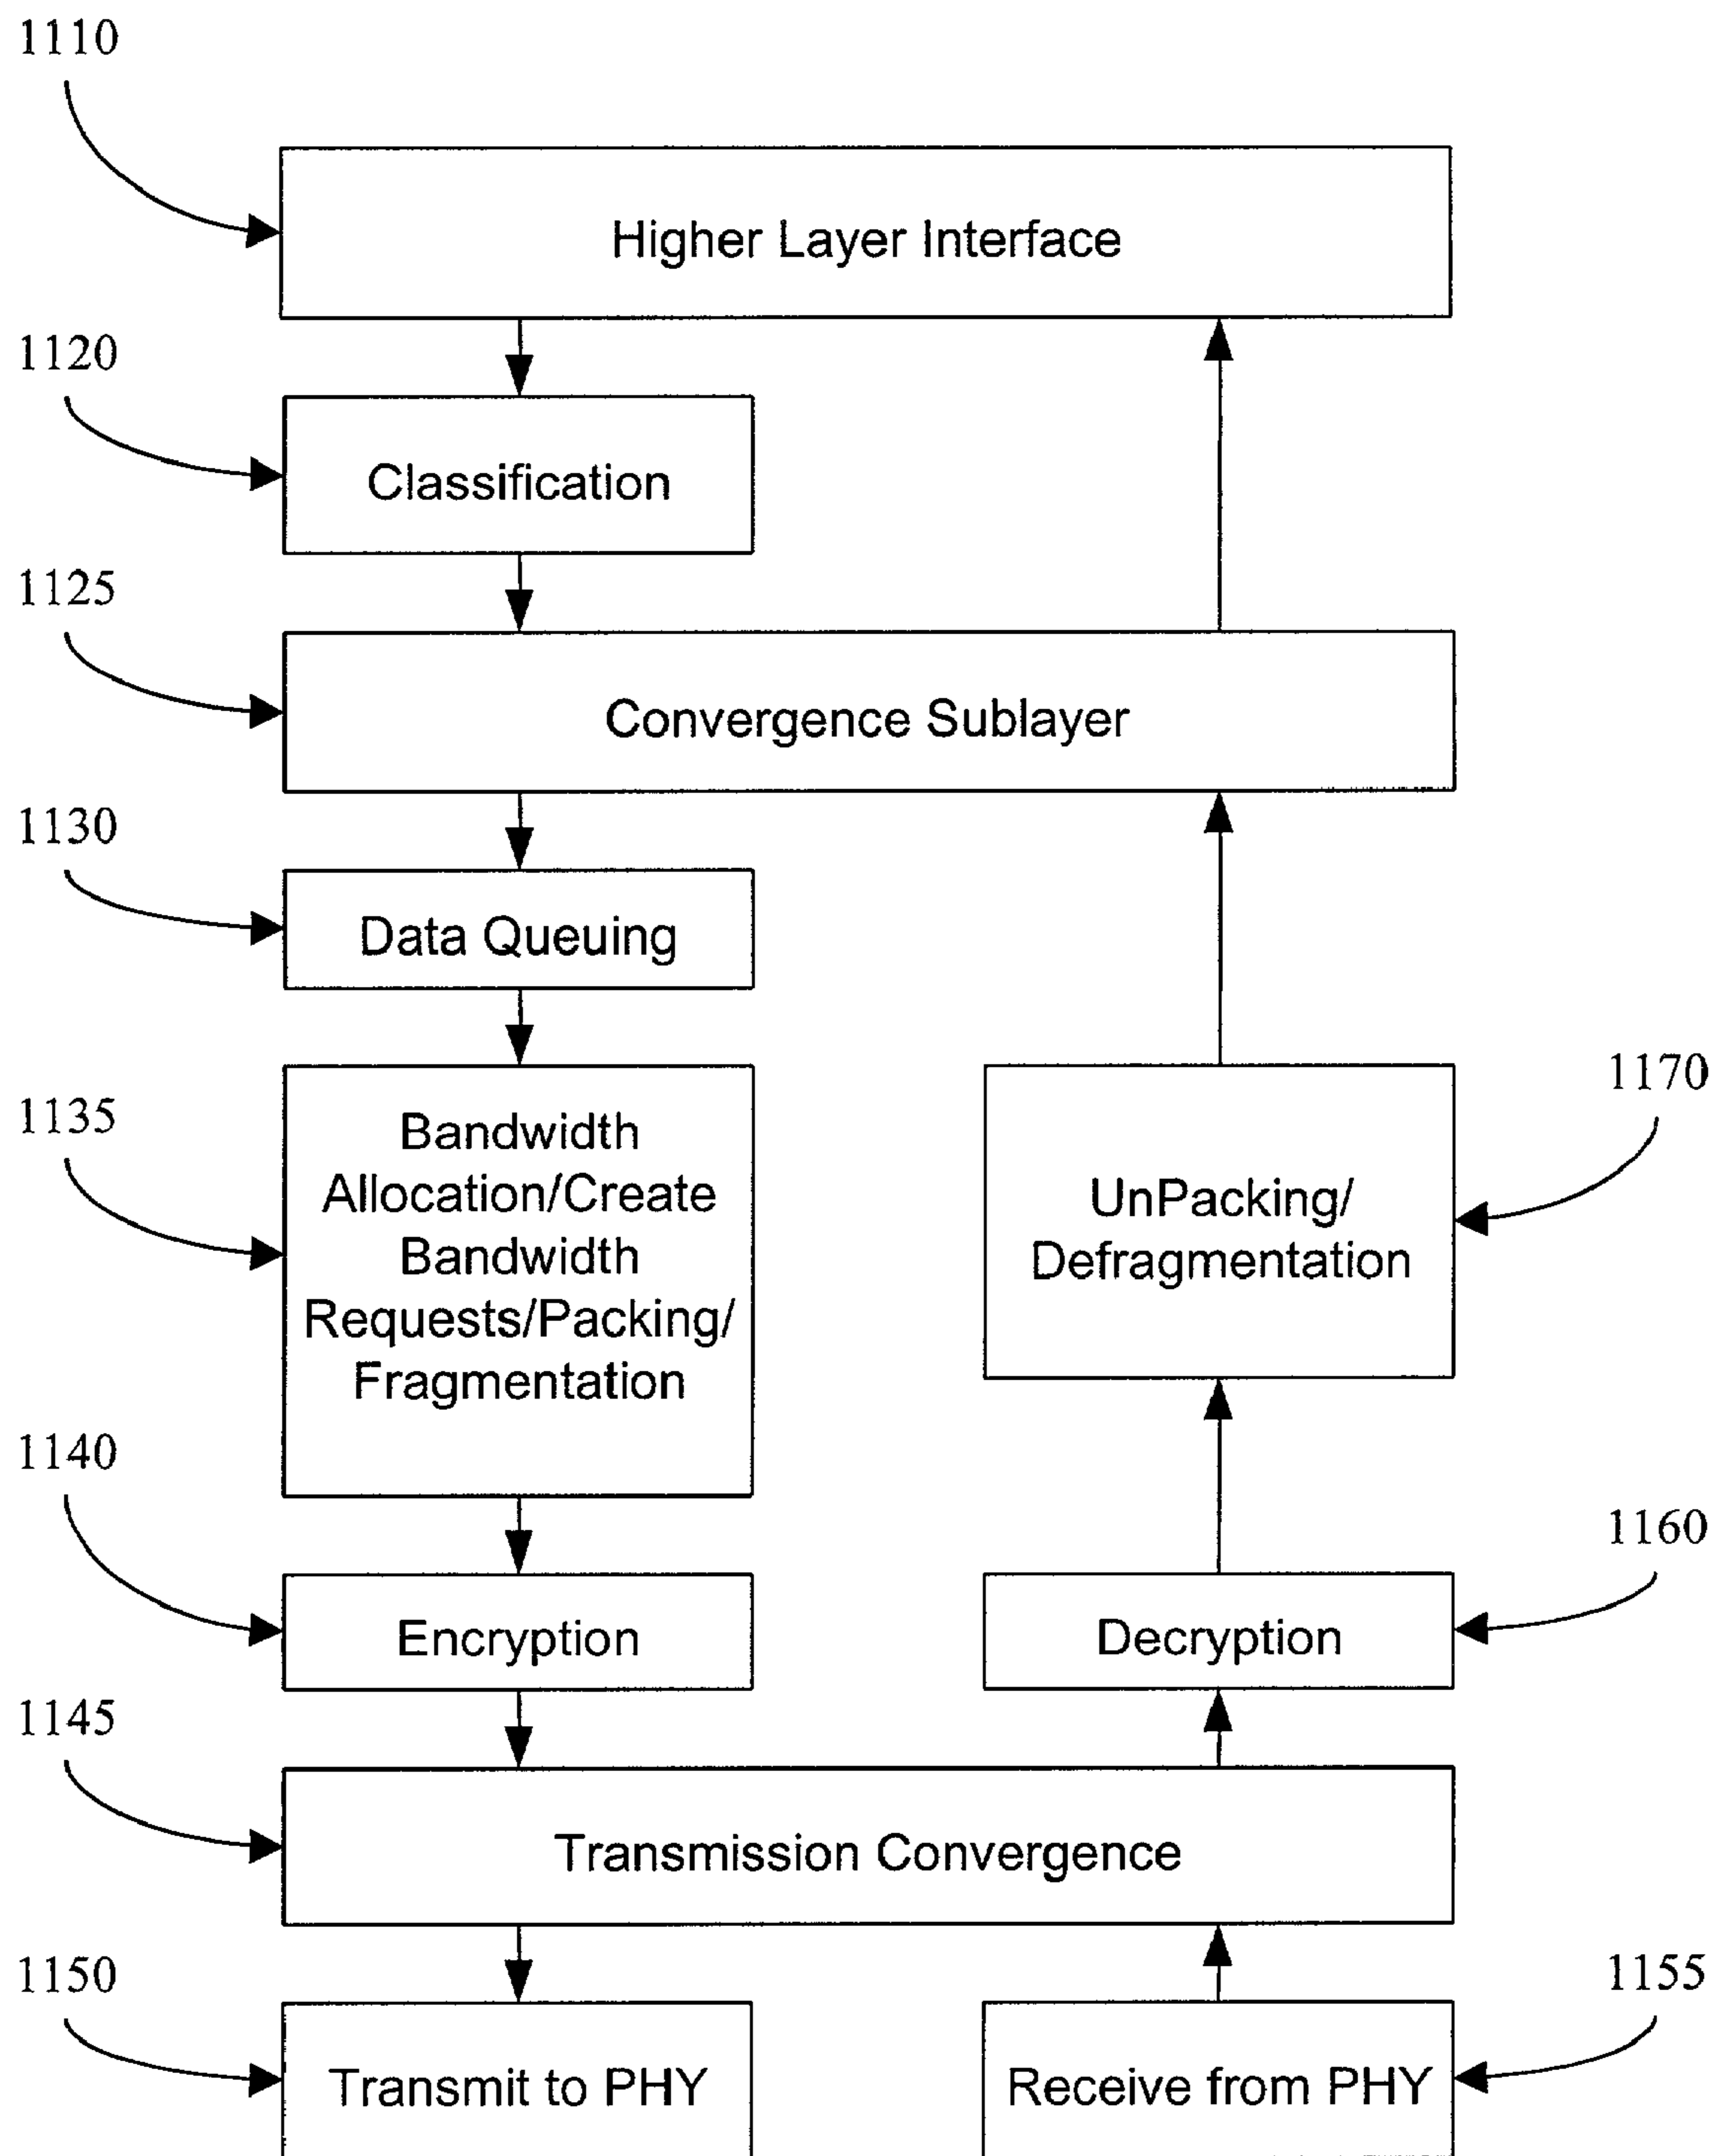 1110
Higher Layer Interface
1120
Classification
1125
Convergence Sublayer
1130
Data Queuing
1135
Bandwidth
Allocation/Create
Bandwidth
Requests/Packing/
Fragmentation
1170
UnPacking/
Defragmentation
1140
Encryption
1160
Decryption
1145
Transmission Convergence
1150
Transmit to PHY
1155
Receive from PHY